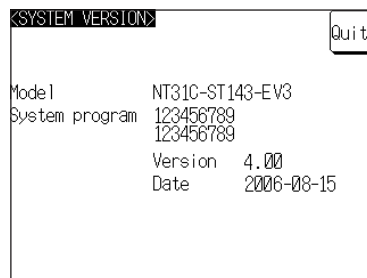 <SYSTEM VERSION>
Quit
Model NT31C-ST143-EV3
System program 123456789
123456789
Version 4.00
Date 2006-08-15